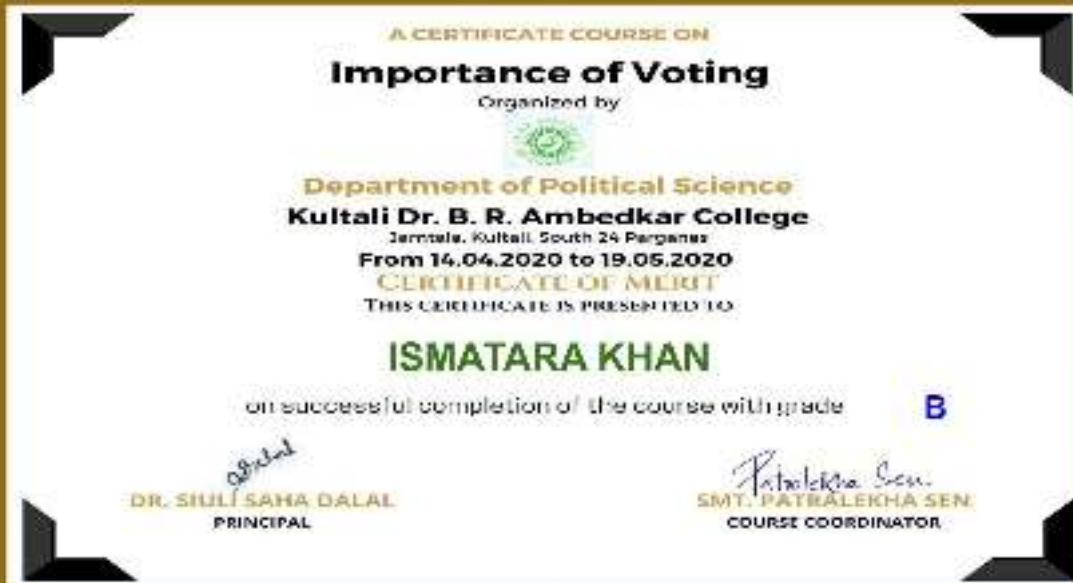 A CERTIFICATE COURSE ON
Importance of Voting
Organized by
Department of Political Science
Kultali Dr. B. R. Ambedkar College
Jamtala, Kultali, South 24 Parganas
From 14.04.2020 to 19.05.2020
CERTIFICATE OF MERIT
THIS CERTIFICATE IS PRESENTED TO
ISMATARA KHAN
on successful completion of the course with grade B
Patralekha Sen.
DR. SIULI SAHA DALAL
SMT. PATRALEKHA SEN
PRINCIPAL
COURSE COORDINATOR